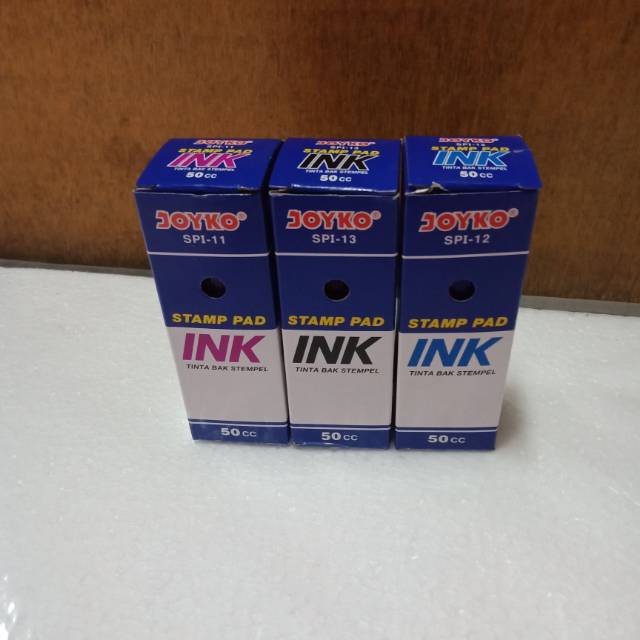 JOYKO®
SPI-11
STAMP PAD
INK
TINTA BAK STEMPEL
50 CC
JOYKO®
SPI-13
STAMP PAD
INK
TINTA BAK STEMPEL
50 CC
JOYKO®
SPI-12
STAMP PAD
INK
TINTA BAK STEMPEL
50 CC
JOYKO®
SPI-11
STAMP PAD
INK
TINTA BAK STEMPEL
50 CC
JOYKO®
SPI-13
STAMP PAD
INK
TINTA BAK STEMPEL
50 CC
JOYKO®
SPI-12
STAMP PAD
INK
TINTA BAK STEMPEL
50 CC